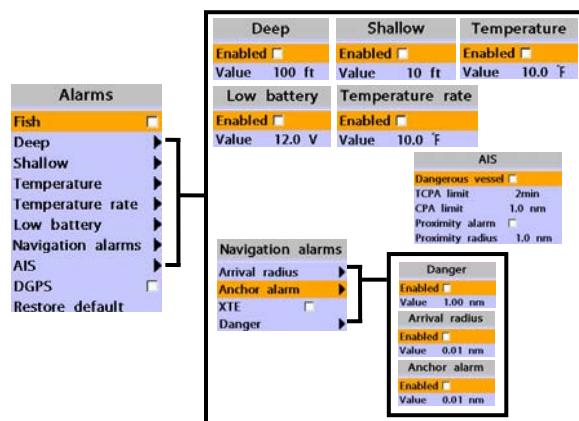 Alarms
Fish
Deep
Shallow
Temperature
Temperature rate
Low battery
Navigation alarms
AIS
DGPS
Restore default
Deep
Enabled
Value 100 ft
Shallow
Enabled
Value 10 ft
Temperature
Enabled
Value 10.0 °F
Low battery
Enabled
Value 12.0 V
Temperature rate
Enabled
Value 10.0 °F
AIS
Dangerous vessel
TCPA limit 2min
CPA limit 1.0 nm
Proximity alarm
Proximity radius 1.0 nm
Navigation alarms
Arrival radius
Anchor alarm
XTE
Danger
Danger
Enabled
Value 1.00 nm
Arrival radius
Enabled
Value 0.01 nm
Anchor alarm
Enabled
Value 0.01 nm